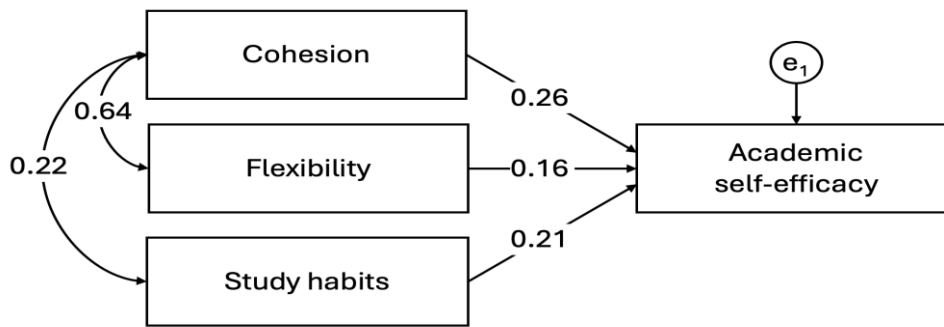 Cohesion
e1
0.26
0.64
Academic
self-efficacy
0.22
Flexibility
0.16
0.21
Study habits